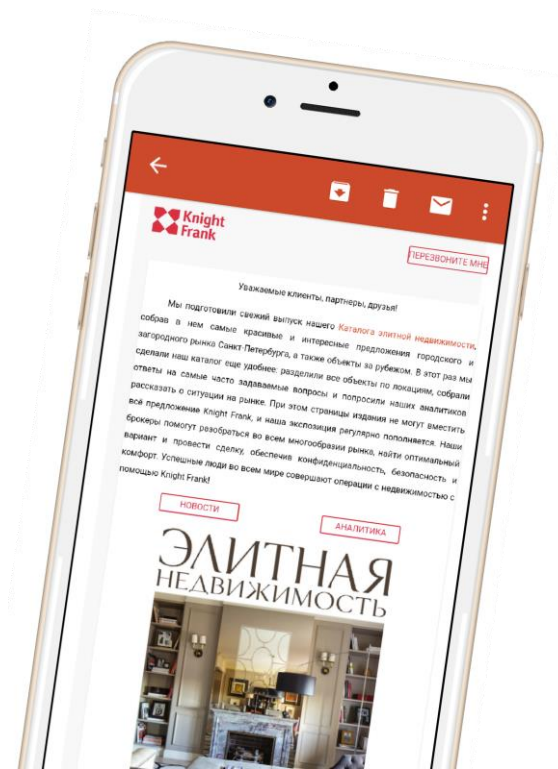 Knight
Frank
ПЕРЕЗВОНИТЕ МНЕ
Уважаемые клиенты, партнеры, друзья!
Мы подготовили свежий выпуск нашего Каталога элитной недвижимости,
собрав в нем самые красивые и интересные предложения городского и
загородного рынка Санкт-Петербурга, а также объекты за рубежом. В этот раз мы
сделали наш каталог еще удобнее: разделили все объекты по локациям, собрали
ответы на самые часто задаваемые вопросы и попросили наших аналитиков
рассказать о ситуации на рынке. При этом страницы издания не могут вместить
всё предложение Knight Frank, и наша экспозиция регулярно пополняется. Наши
брокеры помогут разобраться во всем многообразии рынка, найти оптимальный
вариант и провести сделку, обеспечив конфиденциальность, безопасность и
комфорт. Успешные люди во всем мире совершают операции с недвижимостью с
помощью Knight Frank!
НОВОСТИ
АНАЛИТИКА
ЭЛИТНАЯ
НЕДВИЖИМОСТЬ